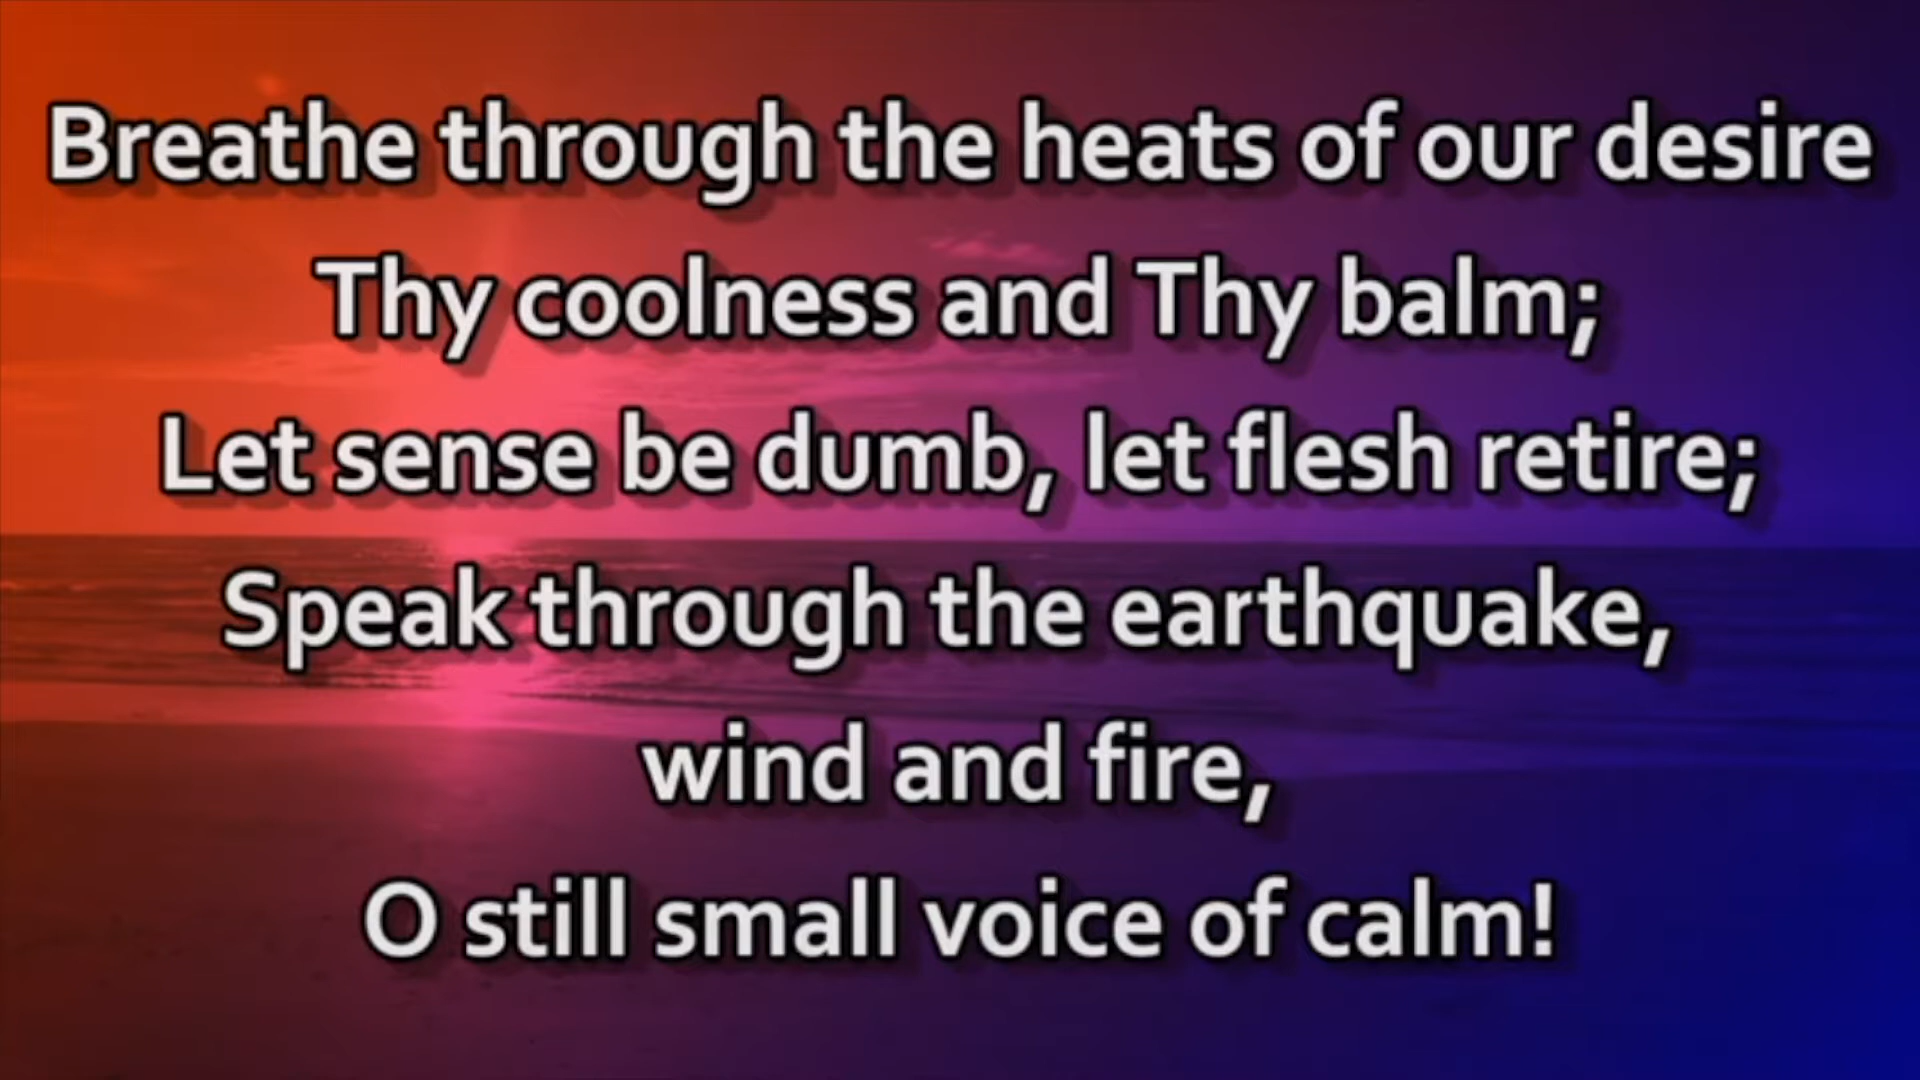 Breathe through the heats of our desire
Thy coolness and Thy balm;
Let sense be dumb, let flesh retire;
Speak through the earthquake,
wind and fire,
O still small voice of calm!